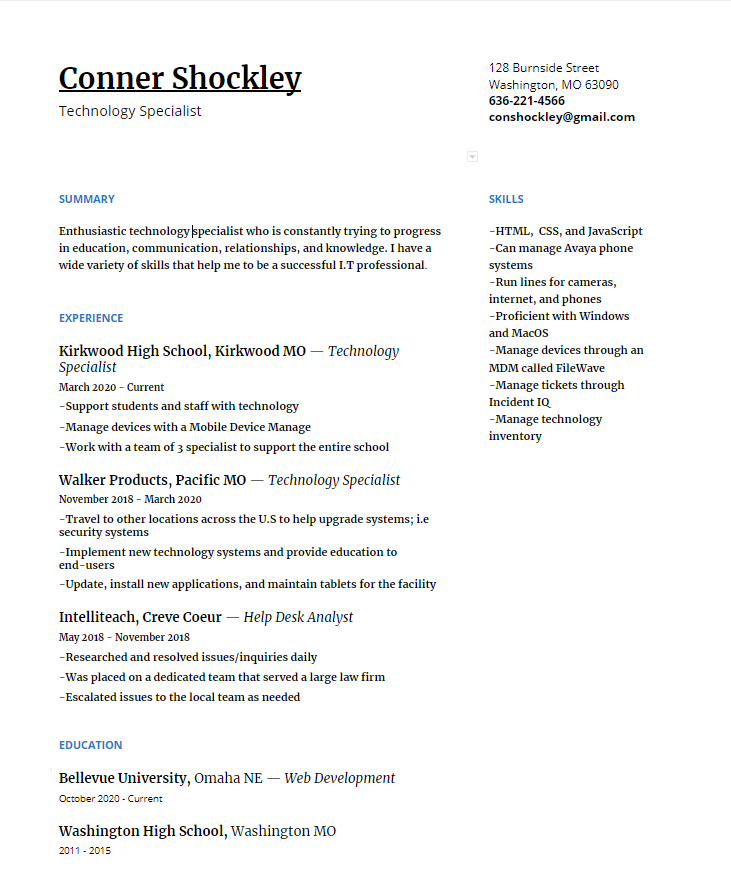 Conner Shockley
Technology Specialist
128 Burnside Street
Washington, MO 63090
636-221-4566
conshockley@gmail.com
SUMMARY
Enthusiastic technology specialist who is constantly trying to progress
in education, communication, relationships, and knowledge. I have a
wide variety of skills that help me to be a successful I.T professional.
EXPERIENCE
Kirkwood High School, Kirkwood MO — Technology
Specialist
March 2020 - Current
-Support students and staff with technology
-Manage devices with a Mobile Device Manage
-Work with a team of 3 specialist to support the entire school
Walker Products, Pacific MO — Technology Specialist
November 2018 - March 2020
-Travel to other locations across the U.S to help upgrade systems; i.e
security systems
-Implement new technology systems and provide education to
end-users
-Update, install new applications, and maintain tablets for the facility
Intelliteach, Creve Coeur — Help Desk Analyst
May 2018 - November 2018
-Researched and resolved issues/inquiries daily
-Was placed on a dedicated team that served a large law firm
-Escalated issues to the local team as needed
EDUCATION
Bellevue University, Omaha NE — Web Development
October 2020 - Current
Washington High School, Washington MO
2011 - 2015
SKILLS
-HTML,  CSS, and JavaScript
-Can manage Avaya phone
systems
-Run lines for cameras,
internet, and phones
-Proficient with Windows
and MacOS
-Manage devices through an
MDM called FileWave
-Manage tickets through
Incident IQ
-Manage technology
inventory